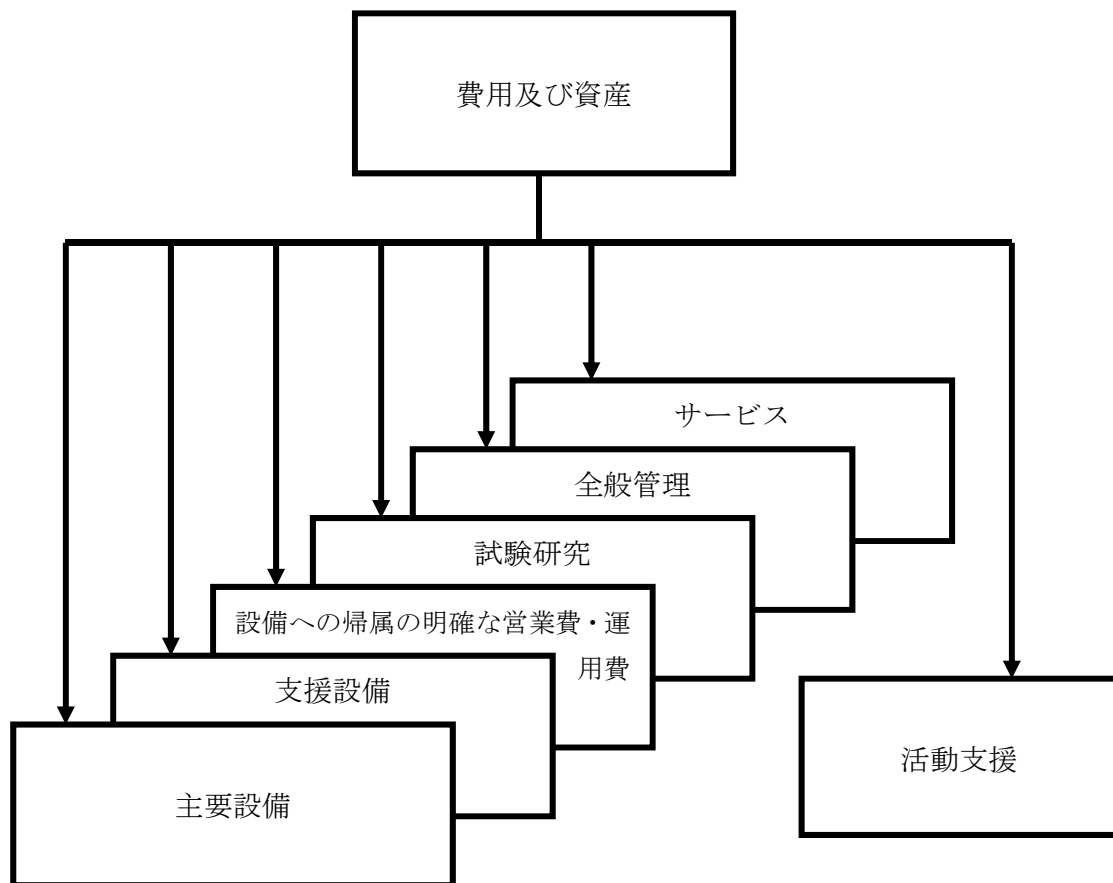 費用及び資産
サービス
全般管理
試験研究
設備への帰属の明確な営業費・運
用費
支援設備
主要設備
活動支援